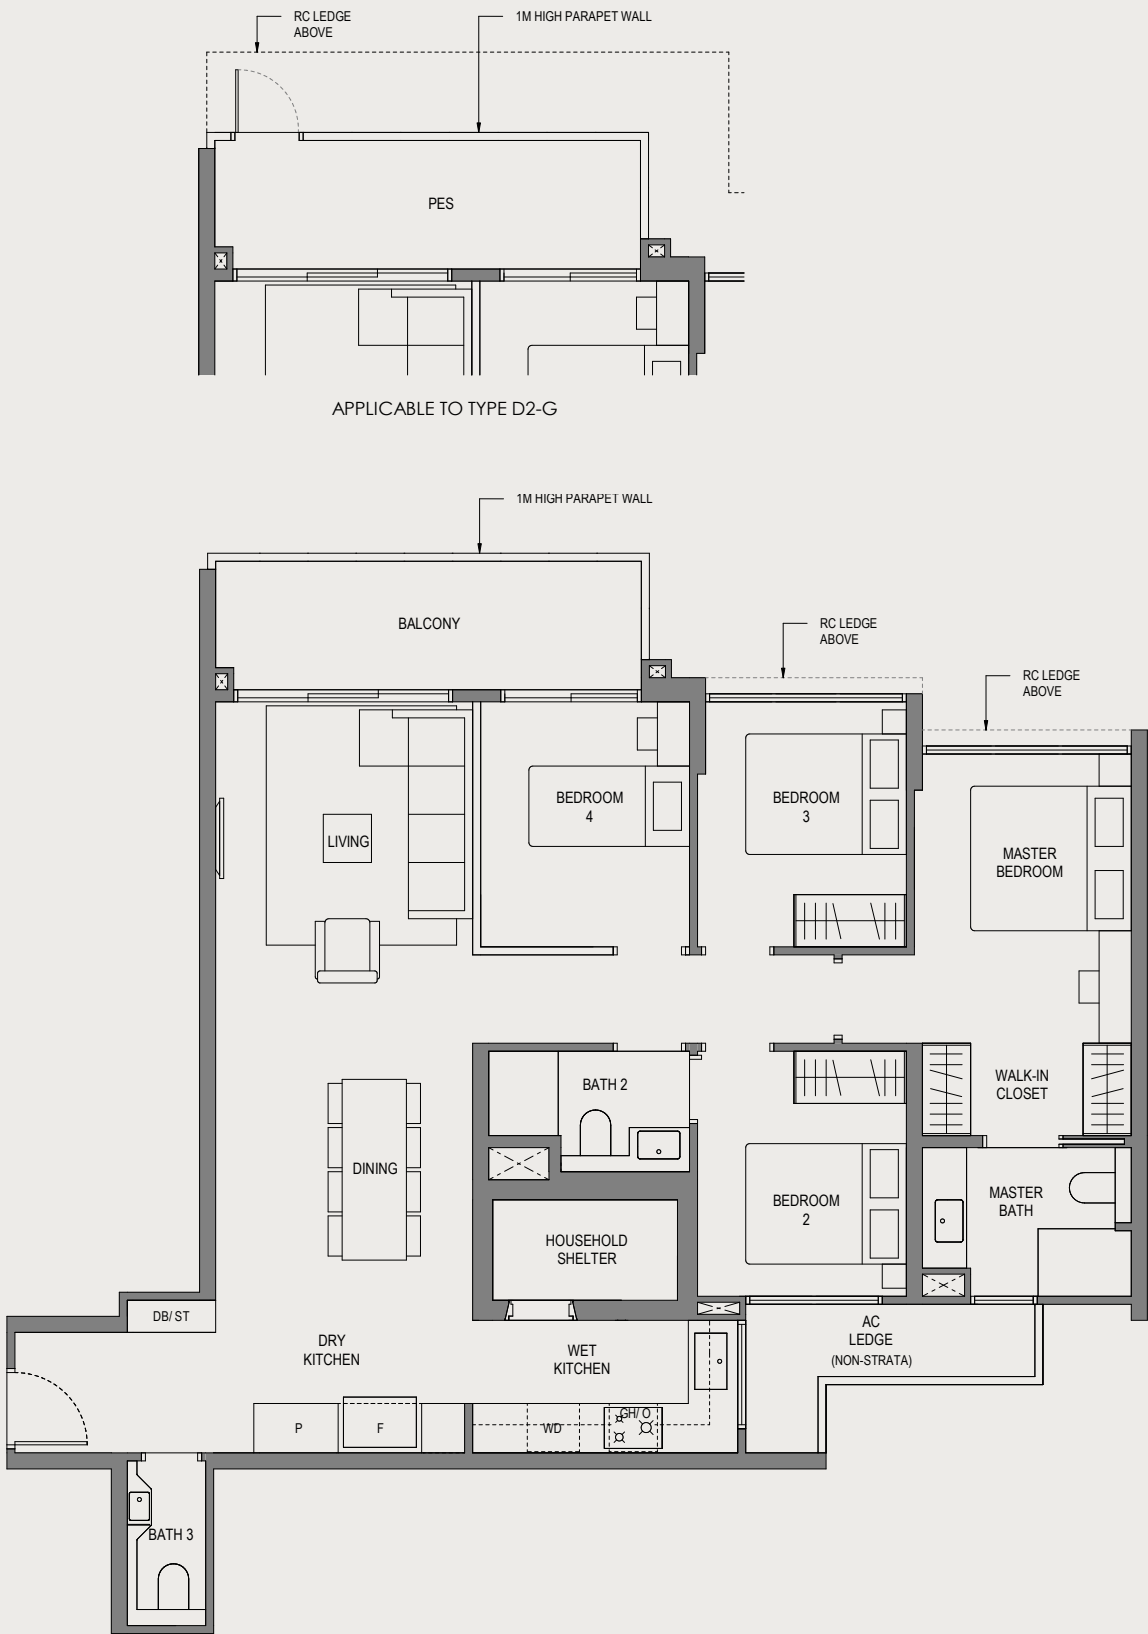 RC LEDGE
ABOVE
1M HIGH PARAPET WALL
PES
APPLICABLE TO TYPE D2-G
1M HIGH PARAPET WALL
BALCONY
RC LEDGE
ABOVE
RC LEDGE
ABOVE
BEDROOM
4
BEDROOM
3
LIVING
MASTER
BEDROOM
BATH 2
WALK-IN
CLOSET
DINING
BEDROOM
2
MASTER
BATH
HOUSEHOLD
SHELTER
DB/ ST
DRY
KITCHEN
WET
KITCHEN
AC
LEDGE
(NON-STRATA)
P
F
WD
GH/ O
BATH 3